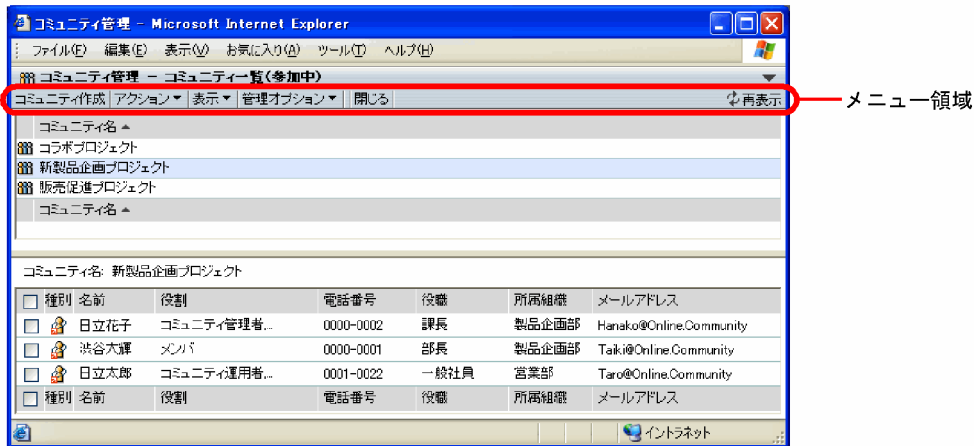 コミュニティ管理 - Microsoft Internet Explorer
ファイル(F) 編集(E) 表示(V) お気に入り(A) ツール(T) ヘルプ(H)
コミュニティ管理 － コミュニティ一覧(参加中)
コミュニティ作成 アクション▼ 表示▼ 管理オプション▼ 閉じる 再表示
メニュー領域
コミュニティ名▲
コラボプロジェクト
新製品企画プロジェクト
販売促進プロジェクト
コミュニティ名▲
コミュニティ名: 新製品企画プロジェクト
種別 名前 役割 電話番号 役職 所属組織 メールアドレス
日立花子 コミュニティ管理者... 0000-0002 課長 製品企画部 Hanako@Online.Community
渋谷大輝 メンバ 0000-0001 部長 製品企画部 Taiki@Online.Community
日立太郎 コミュニティ運用者... 0001-0022 一般社員 営業部 Taro@Online.Community
種別 名前 役割 電話番号 役職 所属組織 メールアドレス
イントラネット